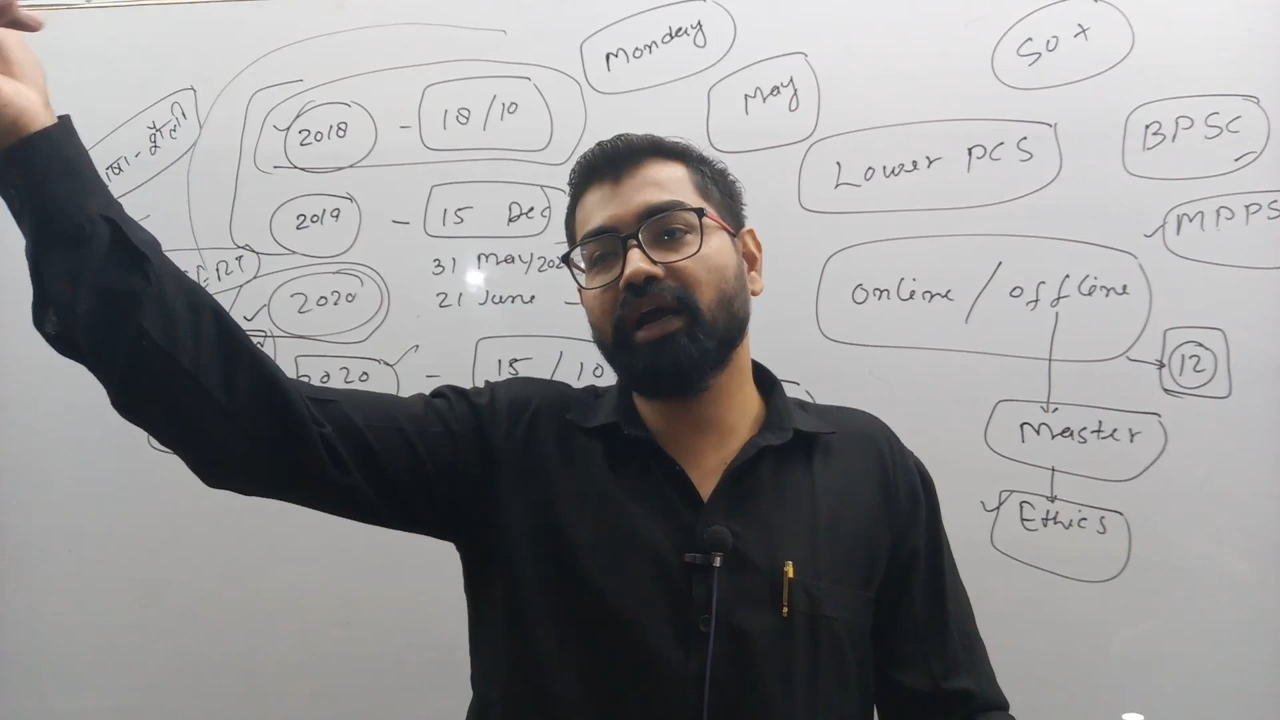 Monday
50+
May
2018 - 18/10
Lower PCS
BPSC
शैली
2019 - 15 Dec
MPPS
31 May/202
Online / offline
2020
21 June -
12
2020 - 15/10
Master
Ethics